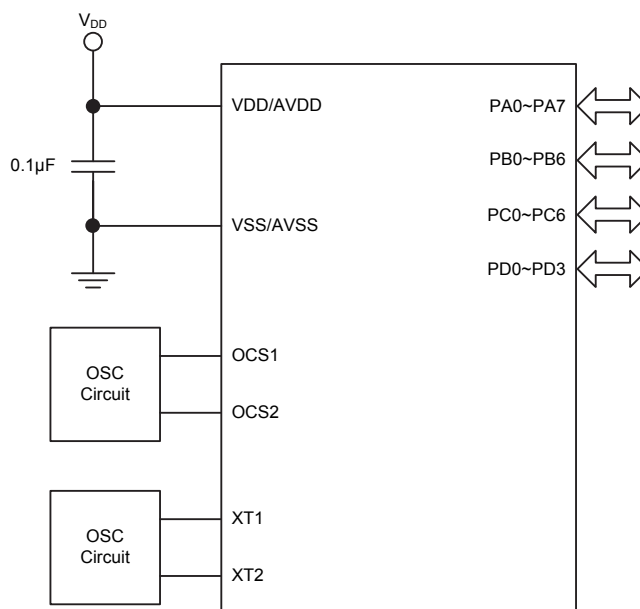 VDD
VDD/AVDD
PA0~PA7
PB0~PB6
0.1µF
PC0~PC6
VSS/AVSS
PD0~PD3
OSC
Circuit
OCS1
OCS2
OSC
Circuit
XT1
XT2